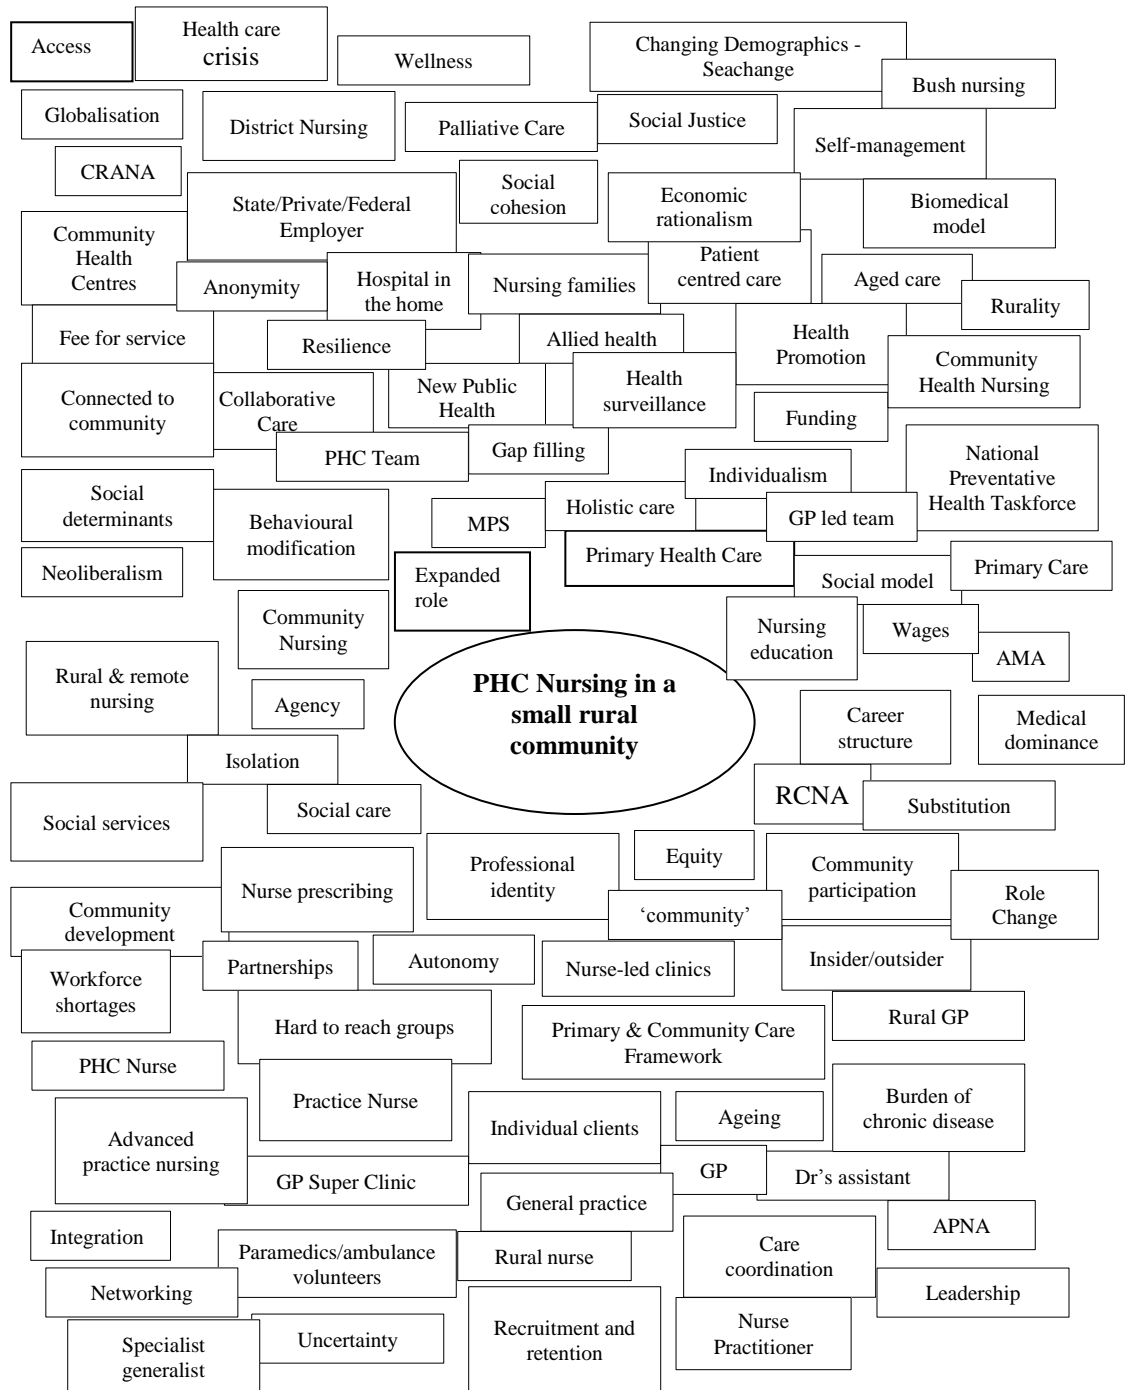 Access
Health care
crisis
Wellness
Changing Demographics -
Seachange
Bush nursing
Globalisation
District Nursing
Palliative Care
Social Justice
Self-management
CRANA
State/Private/Federal
Employer
Social
cohesion
Economic
rationalism
Biomedical
model
Community
Health
Centres
Anonymity
Hospital in
the home
Nursing families
Patient
centred care
Aged care
Rurality
Fee for service
Resilience
Allied health
Health
Promotion
Community
Health Nursing
Connected to
community
Collaborative
Care
New Public
Health
Health
surveillance
Funding
PHC Team
Gap filling
Individualism
National
Preventative
Health Taskforce
Social
determinants
Behavioural
modification
MPS
Holistic care
GP led team
Neoliberalism
Expanded
role
Primary Health Care
Social model
Primary Care
Community
Nursing
Nursing
education
Wages
AMA
Rural & remote
nursing
Agency
PHC Nursing in a
small rural
community
Career
structure
Medical
dominance
Isolation
RCNA
Substitution
Social services
Social care
Professional
identity
Equity
Community
participation
Nurse prescribing
Role
Change
Community
development
‘community’
Workforce
shortages
Partnerships
Autonomy
Nurse-led clinics
Insider/outsider
Hard to reach groups
Primary & Community Care
Framework
Rural GP
PHC Nurse
Practice Nurse
Individual clients
Ageing
Burden of
chronic disease
Advanced
practice nursing
GP Super Clinic
GP
Dr's assistant
General practice
Integration
Paramedics/ambulance
volunteers
Rural nurse
Care
coordination
APNA
Networking
Leadership
Specialist
generalist
Uncertainty
Recruitment and
retention
Nurse
Practitioner